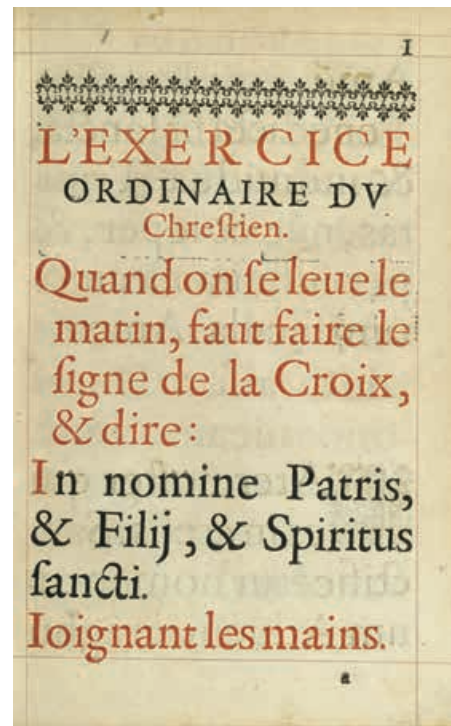 1
L'EXERCICE
ORDINAIRE DV
Chreſtien.
Quand on ſe leue le
matin, faut faire le
ſigne de la Croix,
& dire:
In nomine Patris,
& Filij, & Spiritus
ſancti.
Ioignant les mains.
a